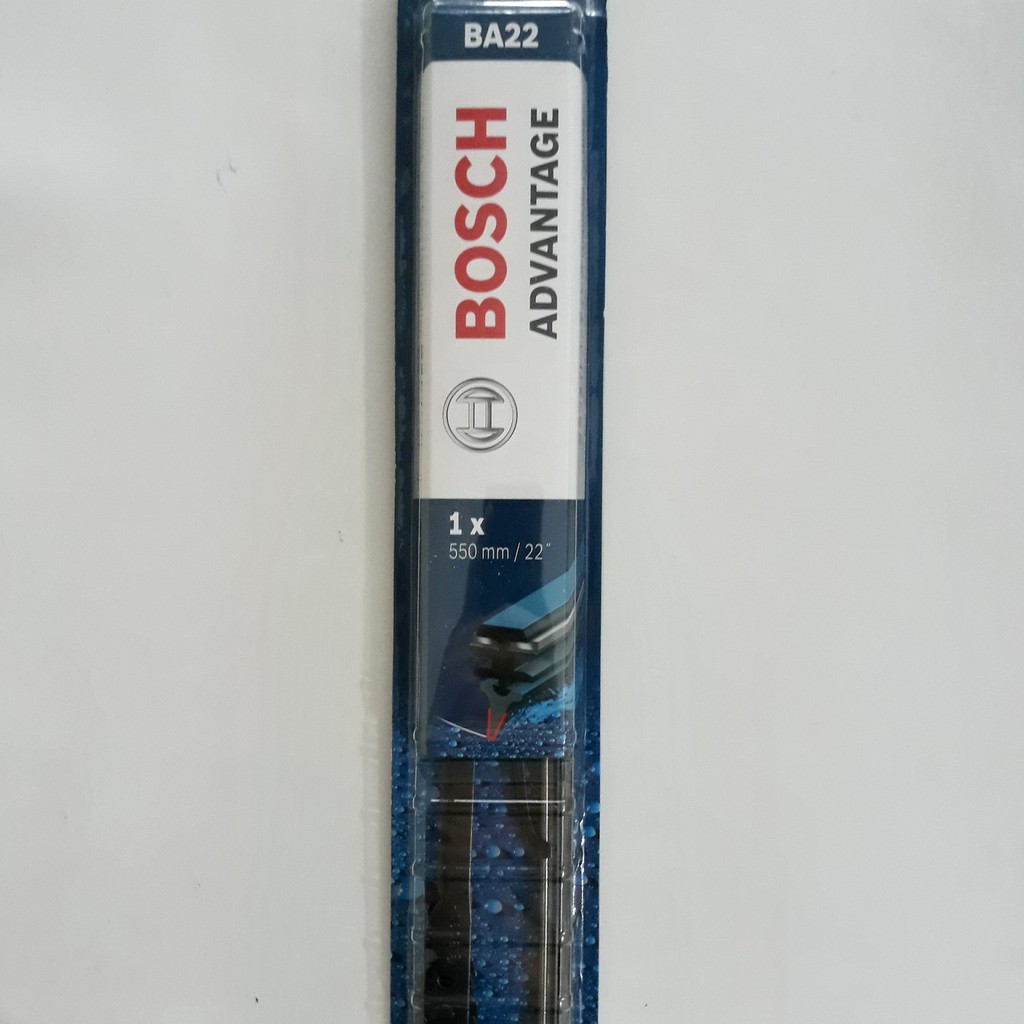 BA22
BOSCH
ADVANTAGE
1 x
550 mm / 22"